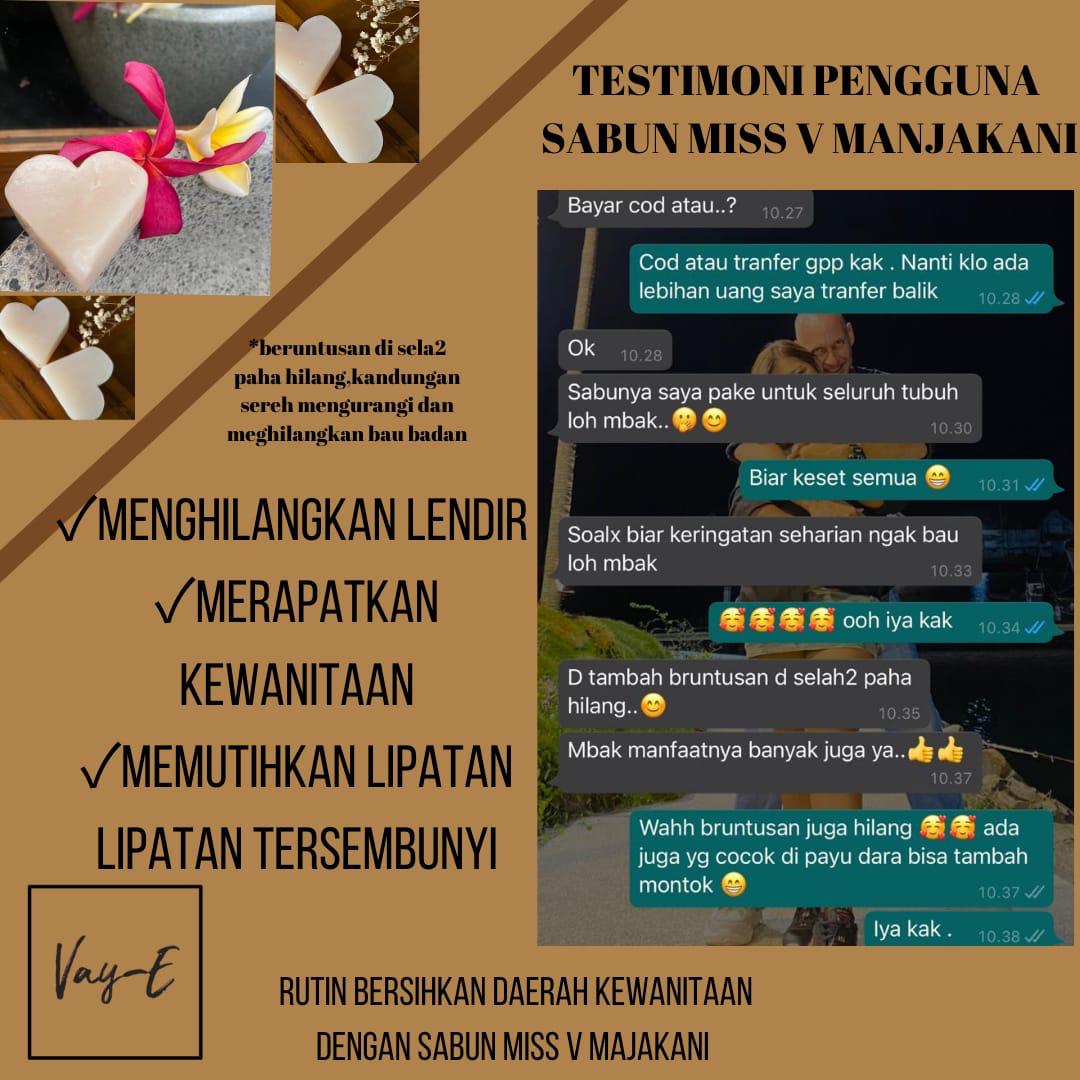 TESTIMONI PENGGUNA
SABUN MISS V MANJAKANI
Bayar cod atau..? 10.27
Cod atau tranfer gpp kak . Nanti klo ada
lebihan uang saya tranfer balik 10.28
Ok 10.28
Sabunya saya pake untuk seluruh tubuh
loh mbak..🤭😊 10.30
Biar keset semua 😁 10.31
Soalx biar keringatan seharian ngak bau
loh mbak 10.33
🥰🥰🥰🥰 ooh iya kak 10.34
D tambah bruntusan d selah2 paha
hilang..😊 10.35
Mbak manfaatnya banyak juga ya..👍👍
10.37
Wahh bruntusan juga hilang 🥰🥰 ada
juga yg cocok di payu dara bisa tambah
montok 😁 10.37
Iya kak . 10.38
*beruntusan di sela2
paha hilang,kandungan
sereh mengurangi dan
meghilangkan bau badan
✓MENGHILANGKAN LENDIR
✓MERAPATKAN
KEWANITAAN
✓MEMUTIHKAN LIPATAN
LIPATAN TERSEMBUNYI
Vay-E
RUTIN BERSIHKAN DAERAH KEWANITAAN
DENGAN SABUN MISS V MAJAKANI